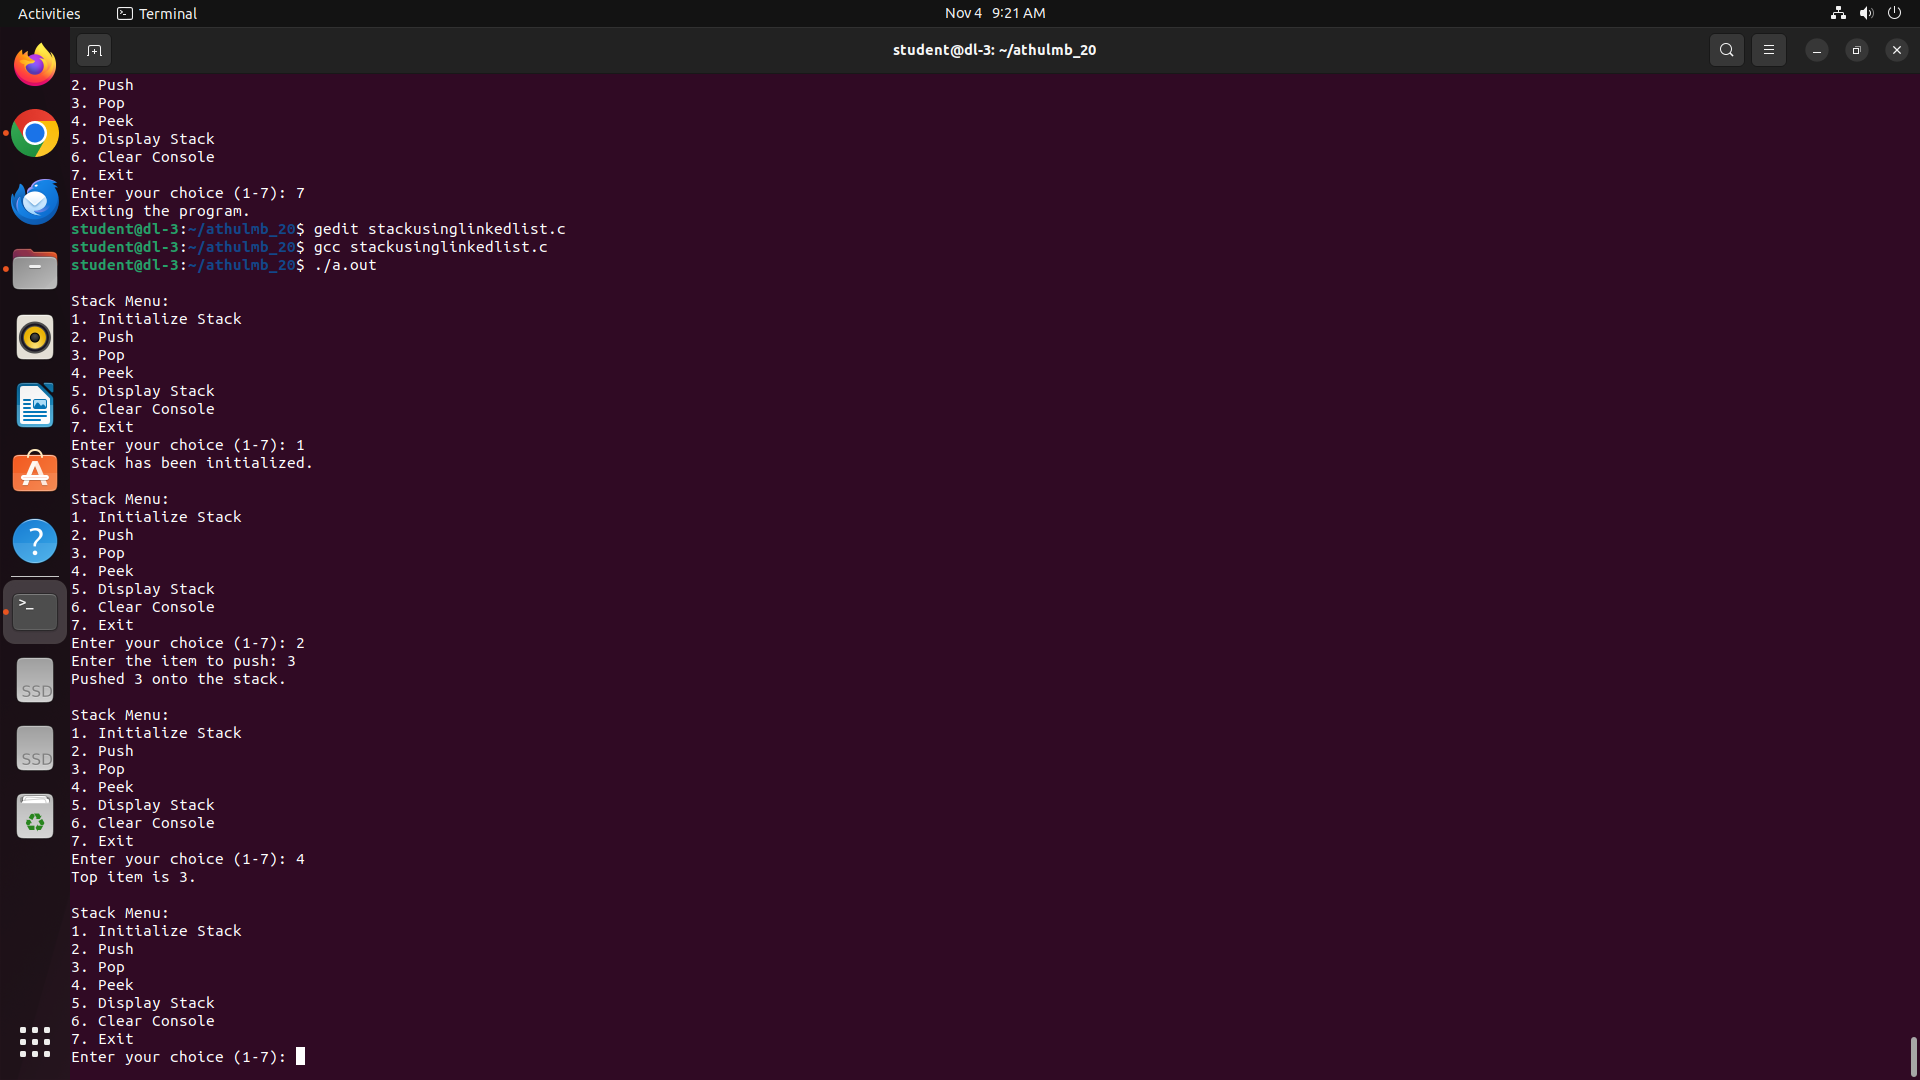 Activities
Terminal
Nov 4 9:21 AM
student@dl-3: ~/athulmb_20
2. Push
3. Pop
4. Peek
5. Display Stack
6. Clear Console
7. Exit
Enter your choice (1-7): 7
Exiting the program.
student@dl-3:~/athulmb_20$ gedit stackusinglinkedlist.c
student@dl-3:~/athulmb_20$ gcc stackusinglinkedlist.c
student@dl-3:~/athulmb_20$ ./a.out
Stack Menu:
1. Initialize Stack
2. Push
3. Pop
4. Peek
5. Display Stack
6. Clear Console
7. Exit
Enter your choice (1-7): 1
Stack has been initialized.
Stack Menu:
1. Initialize Stack
2. Push
3. Pop
4. Peek
5. Display Stack
6. Clear Console
7. Exit
Enter your choice (1-7): 2
Enter the item to push: 3
Pushed 3 onto the stack.
Stack Menu:
1. Initialize Stack
2. Push
3. Pop
4. Peek
5. Display Stack
6. Clear Console
7. Exit
Enter your choice (1-7): 4
Top item is 3.
Stack Menu:
1. Initialize Stack
2. Push
3. Pop
4. Peek
5. Display Stack
6. Clear Console
7. Exit
Enter your choice (1-7):
SSD
SSD